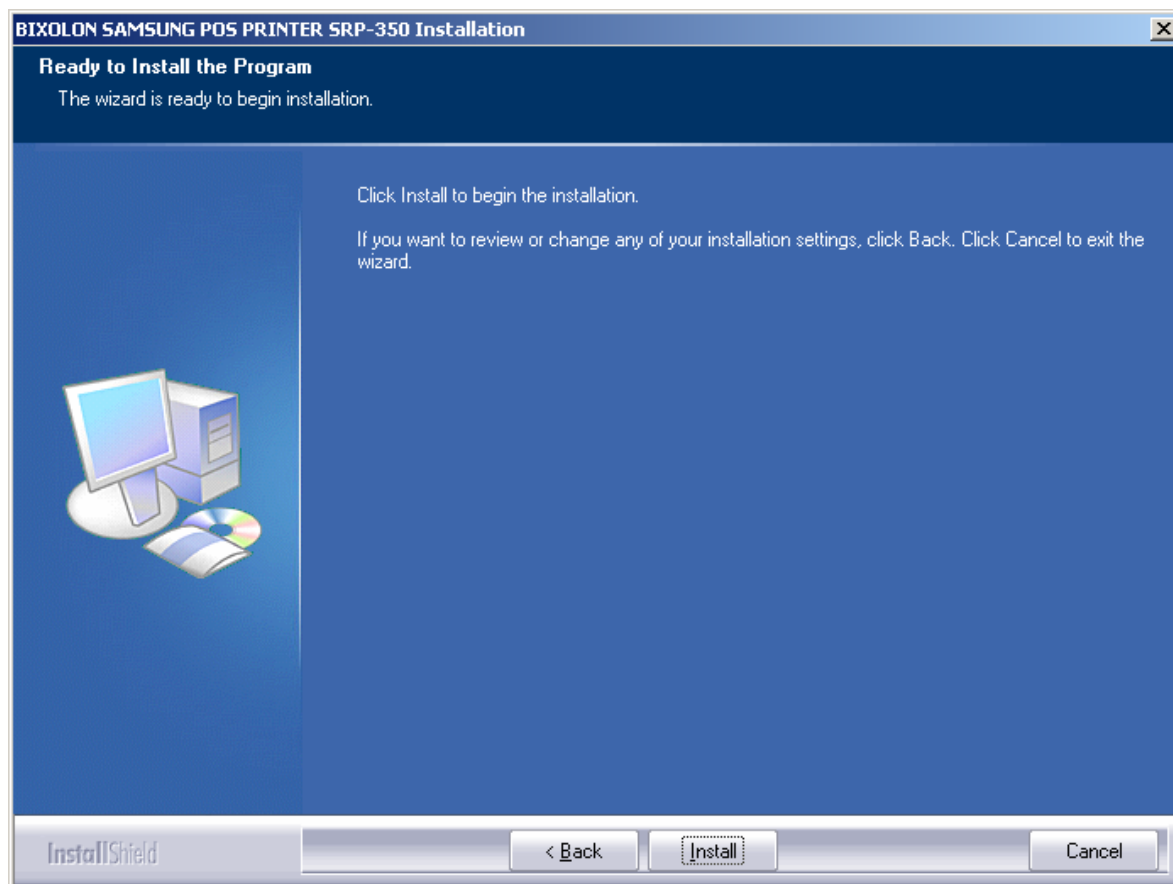 BIXOLON SAMSUNG POS PRINTER SRP-350 Installation
Ready to Install the Program
The wizard is ready to begin installation.
Click Install to begin the installation.
If you want to review or change any of your installation settings, click Back. Click Cancel to exit the
wizard.
InstallShield
< Back
Install
Cancel